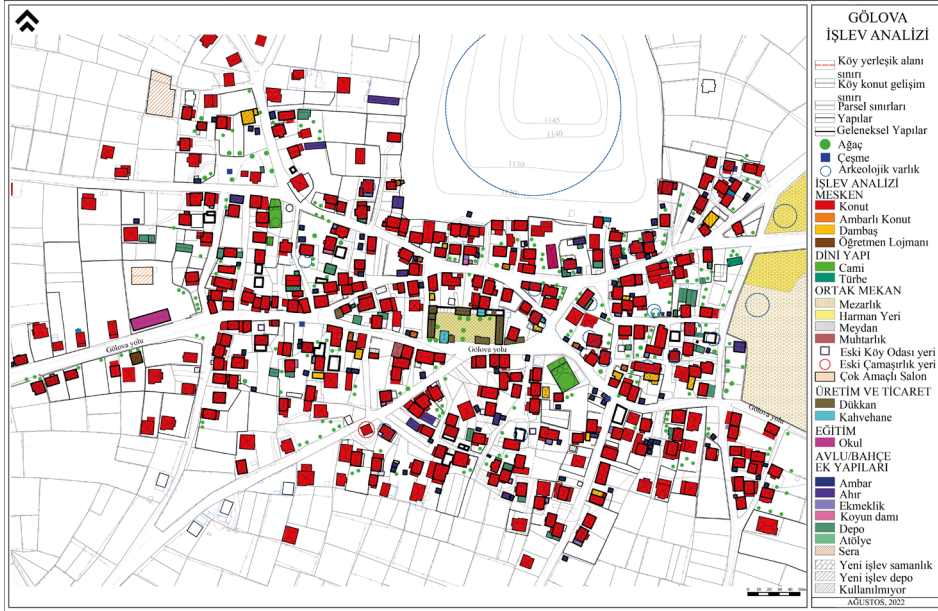 GÖLOVA
İŞLEV ANALİZİ
Köy yerleşik alanı
sınırı
Köy konut gelişim
sınırı
Parsel sınırları
Yapılar
Geleneksel Yapılar
Ağaç
Çeşme
Arkeolojik varlık
İŞLEV ANALİZİ
MESKEN
Konut
Ambarlı Konut
Dambaş
Öğretmen Lojmanı
DİNİ YAPI
Cami
Türbe
ORTAK MEKAN
Mezarlık
Harman Yeri
Meydan
Muhtarlık
Eski Köy Odası yeri
Eski Çamaşırlık yeri
Çok Amaçlı Salon
ÜRETİM VE TİCARET
Dükkan
Kahvehane
EĞİTİM
Okul
AVLU/BAHÇE
EK YAPILARI
Ambar
Ahır
Ekmeklik
Koyun damı
Depo
Atölye
Sera
Yeni işlev samanlık
Yeni işlev depo
Kullanılmıyor
AĞUSTOS, 2022
1145
1140
1130
Gölova yolu
Gölova yolu
Gölova yolu